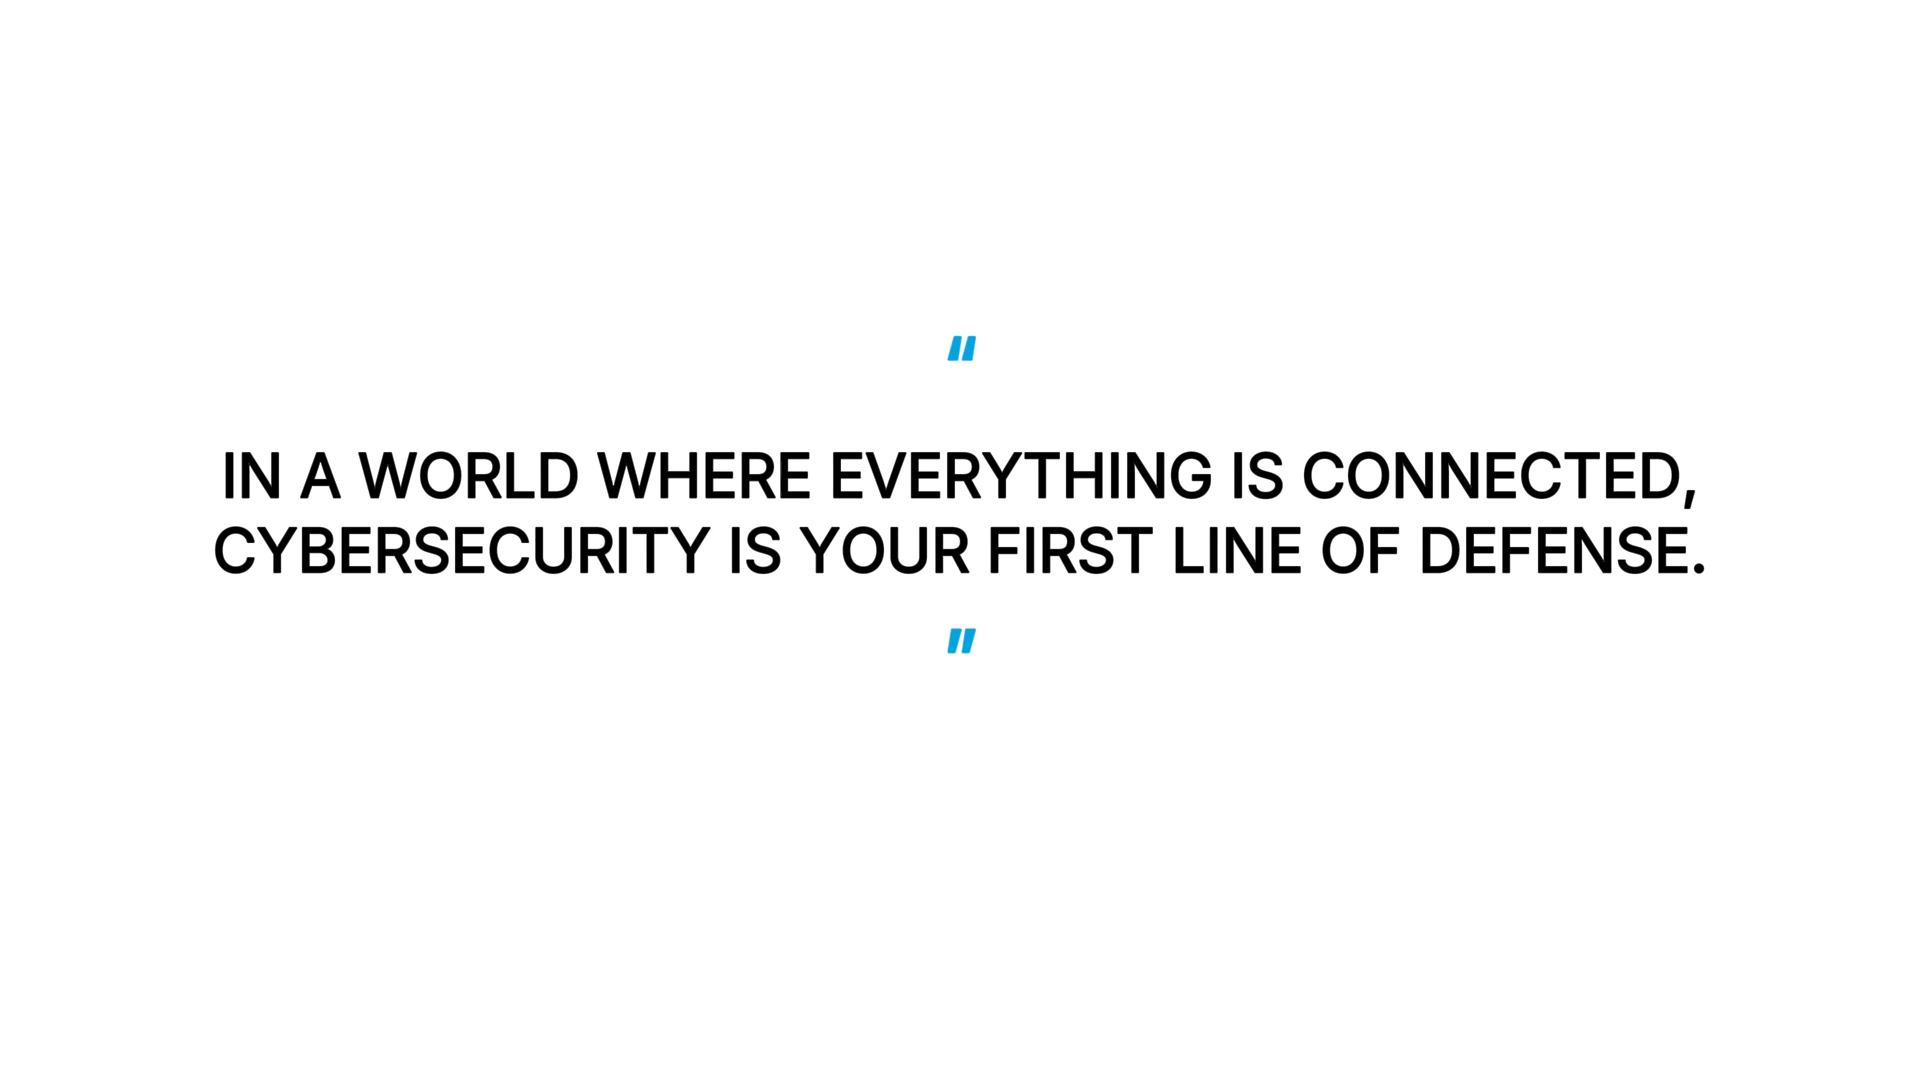 "
IN A WORLD WHERE EVERYTHING IS CONNECTED,
CYBERSECURITY IS YOUR FIRST LINE OF DEFENSE.
"